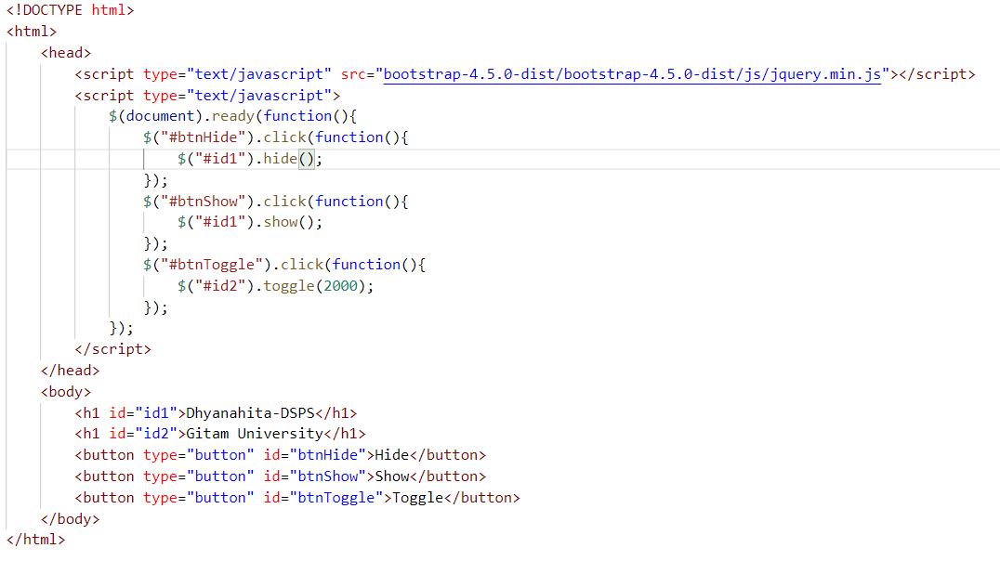 <!DOCTYPE html>
<html>
    <head>
        <script type="text/javascript" src="bootstrap-4.5.0-dist/bootstrap-4.5.0-dist/js/jquery.min.js"></script>
        <script type="text/javascript">
            $(document).ready(function(){
                $("#btnHide").click(function(){
                    $("#id1").hide();
                });
                $("#btnShow").click(function(){
                    $("#id1").show();
                });
                $("#btnToggle").click(function(){
                    $("#id2").toggle(2000);
                });
            });
        </script>
    </head>
    <body>
        <h1 id="id1">Dhyanahita-DSPS</h1>
        <h1 id="id2">Gitam University</h1>
        <button type="button" id="btnHide">Hide</button>
        <button type="button" id="btnShow">Show</button>
        <button type="button" id="btnToggle">Toggle</button>
    </body>
</html>